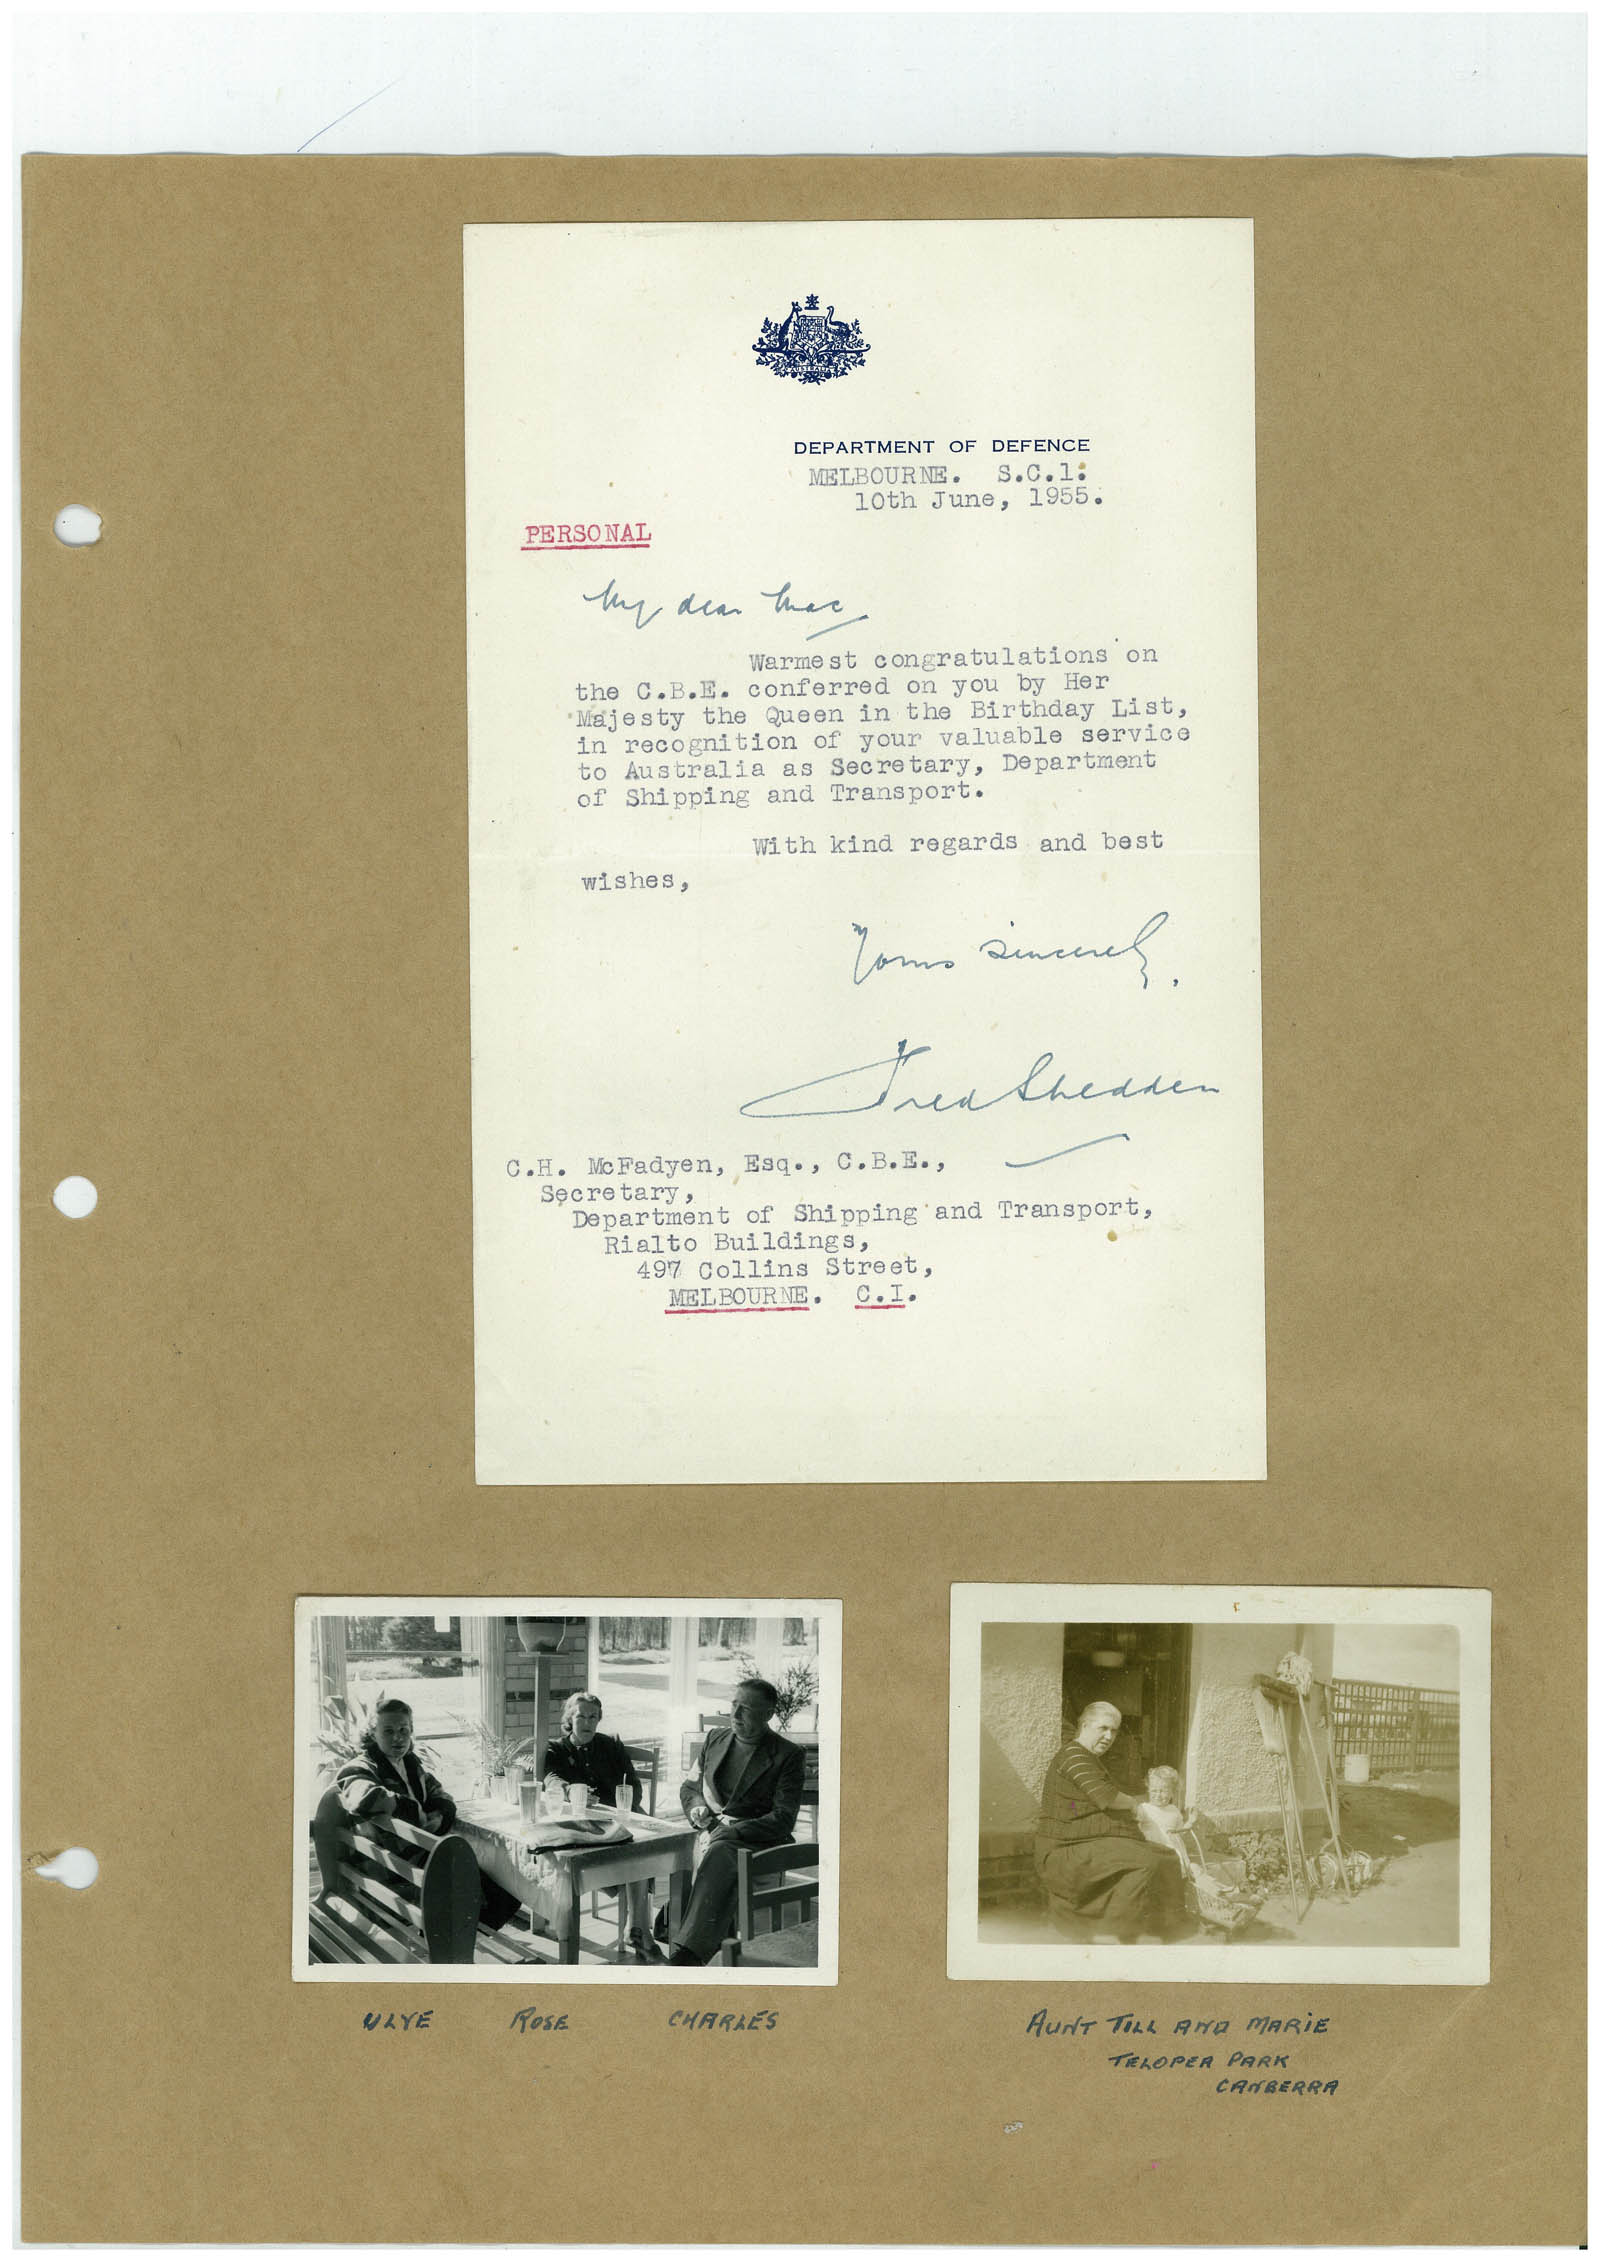 AUSTRALIA
DEPARTMENT OF DEFENCE
MELBOURNE. S.C.1.
10th June, 1955.
PERSONAL
My dear Mac
Warmest congratulations on
the C.B.E. conferred on you by Her
Majesty the Queen in the Birthday List,
in recognition of your valuable service
to Australia as Secretary, Department
of Shipping and Transport.
With kind regards and best
wishes,
Yours sincerely,
Fred Shedden
C.H. McFadyen, Esq., C.B.E.,
Secretary,
Department of Shipping and Transport,
Rialto Buildings,
497 Collins Street,
MELBOURNE. C.I.
ULVE ROSE CHARLES
AUNT TILL AND MARIE
TELOPEA PARK
CANBERRA